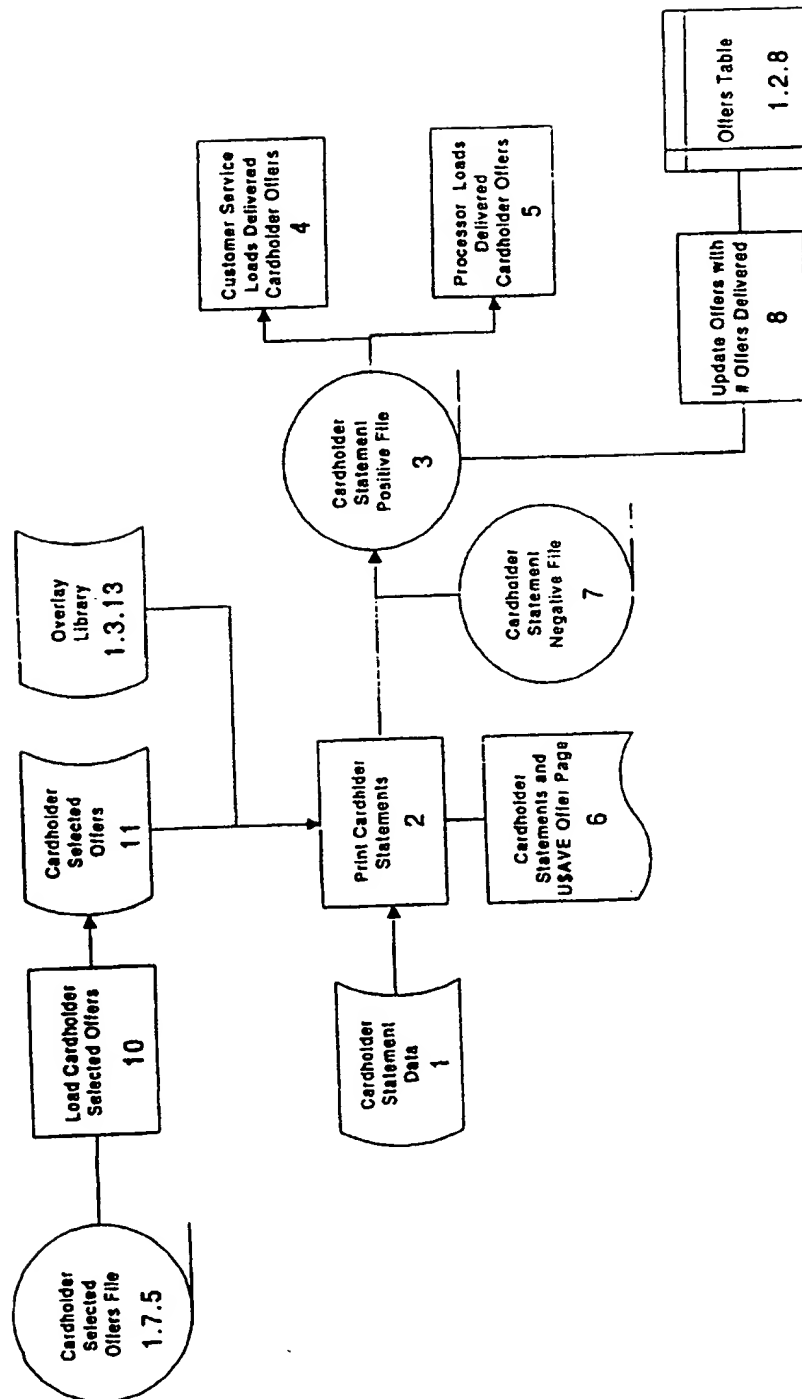 Cardholder
Selected
Offers File
1.7.5
Load Cardholder
Selected Offers
10
Cardholder
Selected
Offers
11
Overlay
Library
1.3.13
Cardholder
Statement
Data
1
Print Cardhlder
Statements
2
Cardholder
Statements and
U$AVE Offer Page
6
Cardholder
Statement
Positive File
3
Cardholder
Statement
Negative File
7
Customer Service
Loads Delivered
Cardholder Offers
4
Processor Loads
Delivered
Cardholder Offers
5
Update Offers with
# Offers Delivered
8
Offers Table
1.2.8